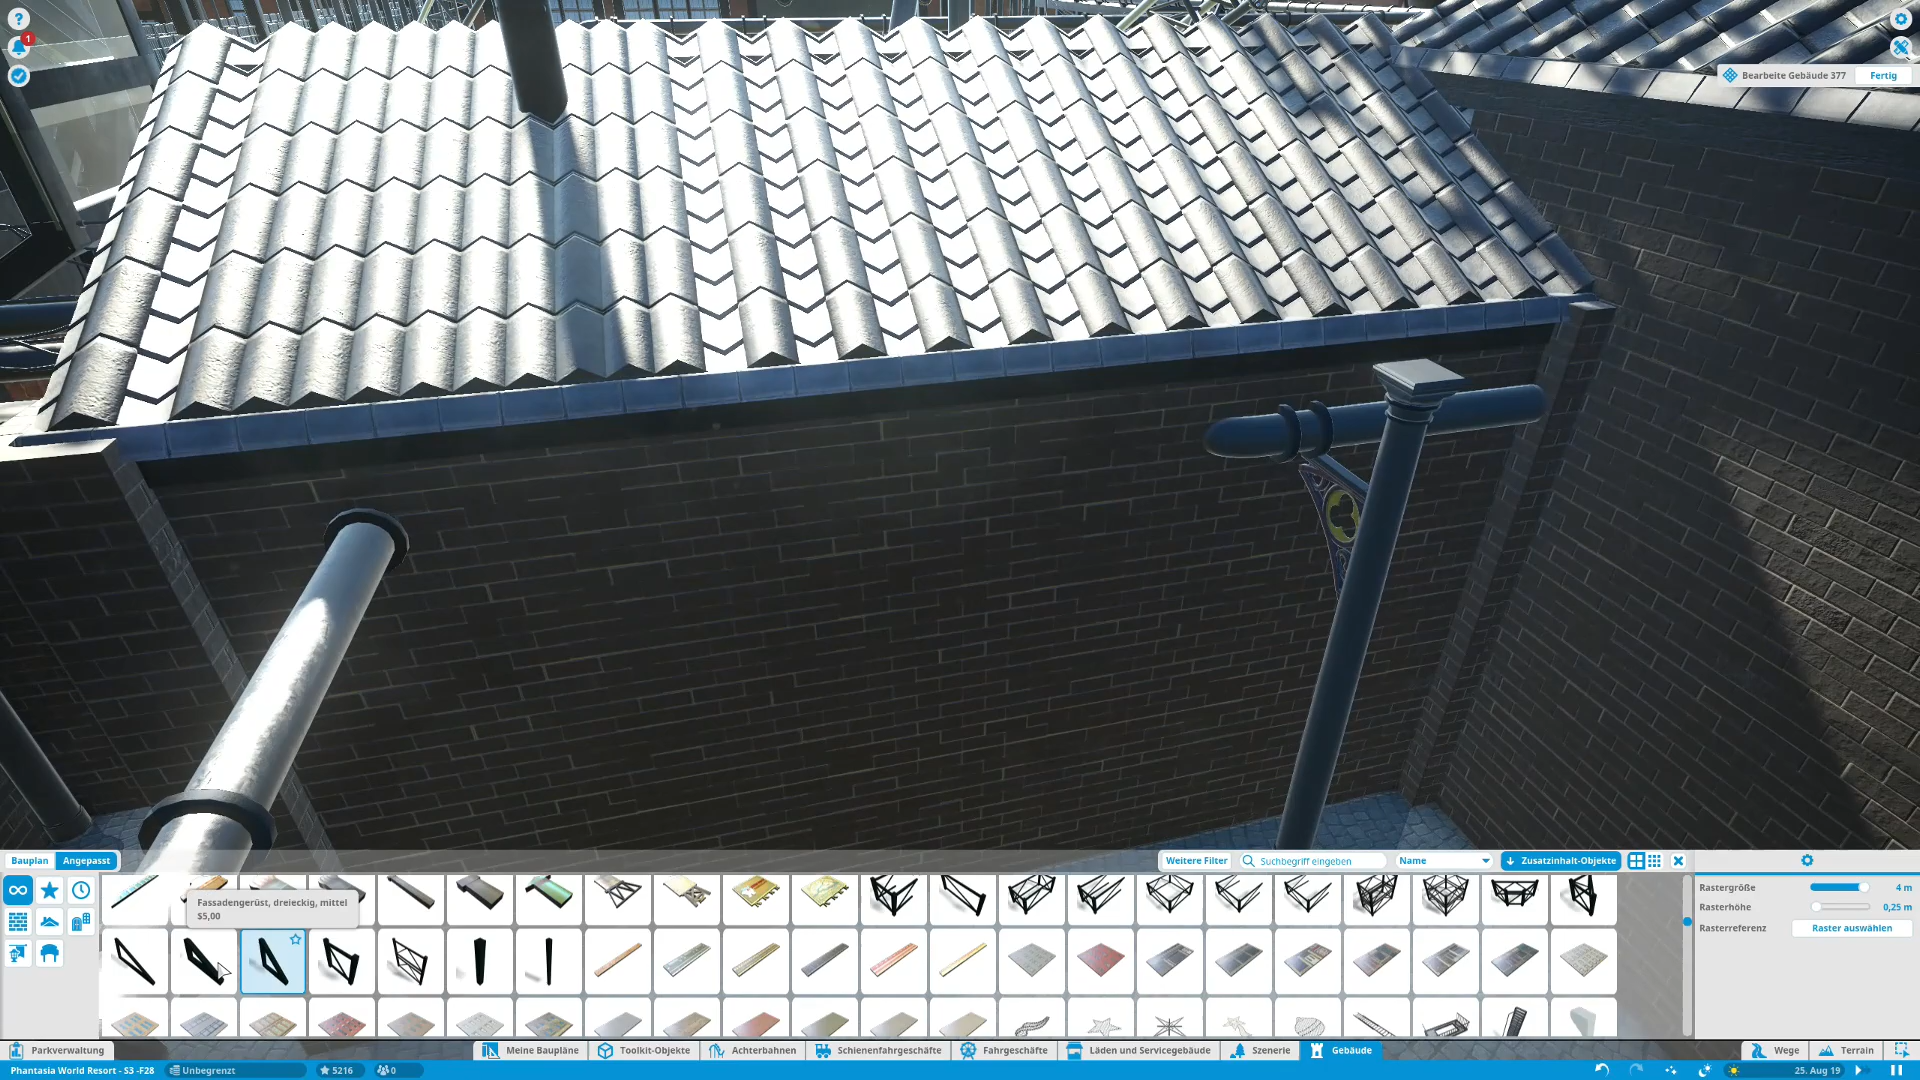 ?
1
Bearbeite Gebäude 377
Fertig
Bauplan
Angepasst
Weitere Filter
Suchbegriff eingeben
Name
Zusatzinhalt-Objekte
Rastergröße
4 m
Rasterhöhe
0,25 m
Rasterreferenz
Raster auswählen
Fassadengerüst, dreieckig, mittel
$5,00
Parkverwaltung
Meine Baupläne
Toolkit-Objekte
Achterbahnen
Schienenfahrgeschäfte
Fahrgeschäfte
Läden und Servicegebäude
Szenerie
Gebäude
Wege
Terrain
Phantasia World Resort - S3 -F28
Unbegrenzt
5216
0
25. Aug 19